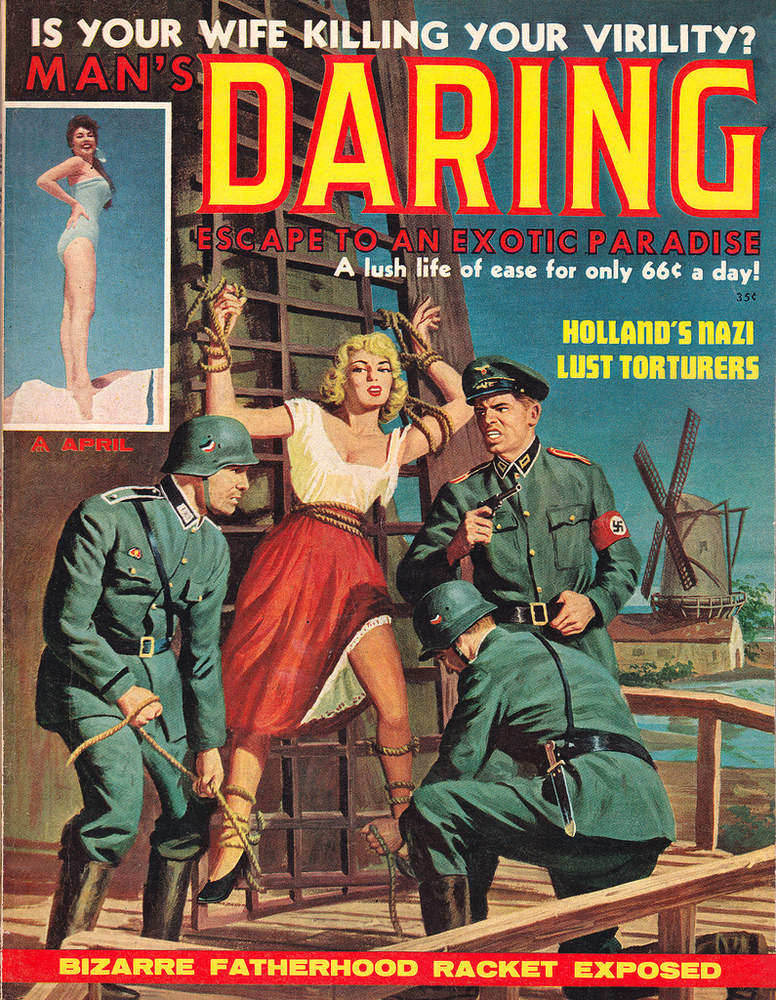 IS YOUR WIFE KILLING YOUR VIRILITY?
MAN'S DARING
ESCAPE TO AN EXOTIC PARADISE
A lush life of ease for only 66¢ a day!
35¢
HOLLAND'S NAZI
LUST TORTURERS
APRIL
BIZARRE FATHERHOOD RACKET EXPOSED